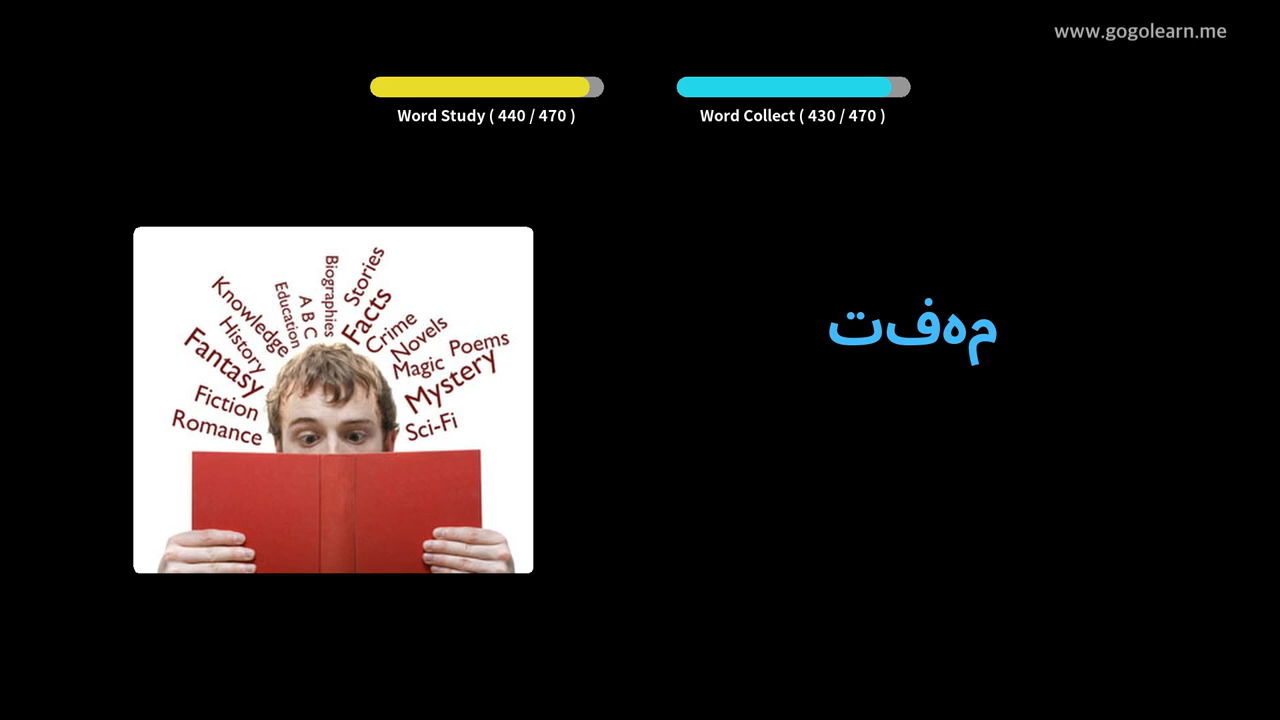 www.gogolearn.me
Word Study ( 440 / 470 )
Word Collect ( 430 / 470 )
Biographies
Stories
Education
A B C
Facts
Knowledge
Crime
History
Novels
Poems
Fantasy
Magic
Mystery
Fiction
Romance
Sci-Fi
مهفت